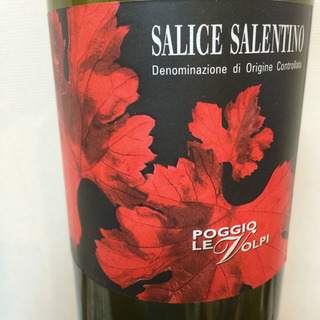 SALICE SALENTINO
Denominazione di Origine Controllata
POGGIO
LE VOLPI